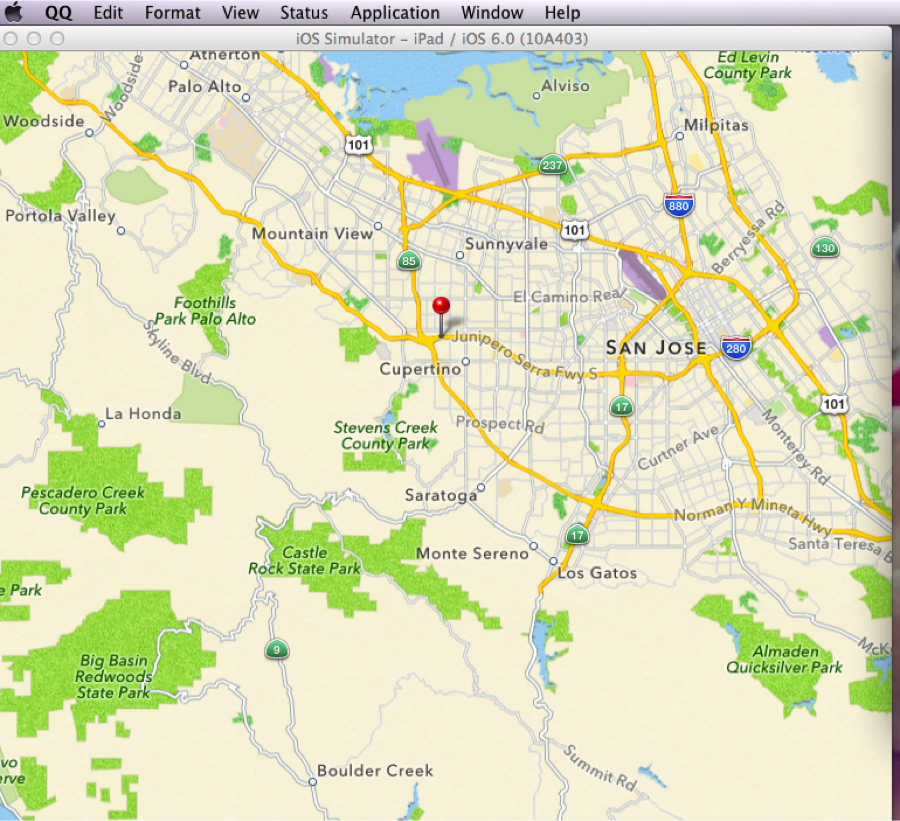 QQ Edit Format View Status Application Window Help
iOS Simulator – iPad / iOS 6.0 (10A403)
Atherton
Ed Levin
County Park
Woodside
Palo Alto
Alviso
Woodside
Milpitas
101
237
880
Portola Valley
Mountain View
Sunnyvale
101
Berryessa Rd
130
85
Foothills
Park Palo Alto
El Camino Real
Skyline Blvd
Junipero Serra Fwy S
SAN JOSE
280
Cupertino
La Honda
17
101
Stevens Creek
County Park
Prospect Rd
Curtner Ave
Monterey Rd
Pescadero Creek
County Park
Saratoga
Norman Y Mineta Hwy
17
Santa Teresa B
Castle
Rock State Park
Monte Sereno
Los Gatos
e Park
9
Big Basin
Redwoods
State Park
Almaden
Quicksilver Park
McK
vo
erve
Boulder Creek
Summit Rd